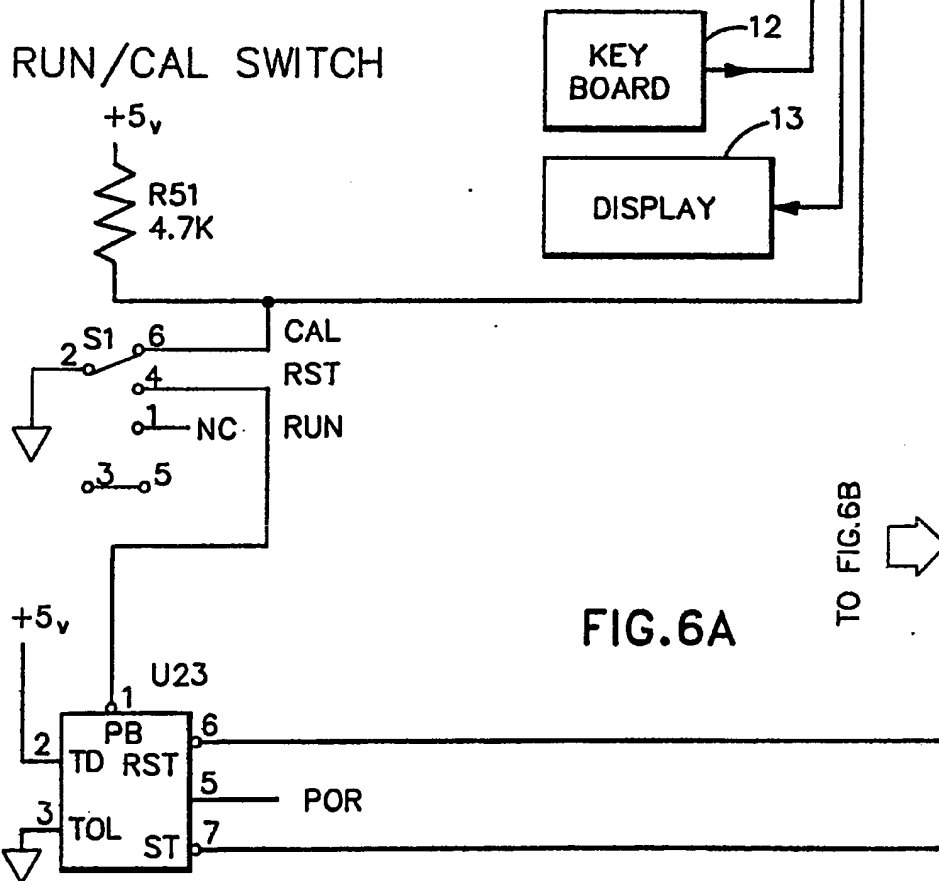 RUN/CAL SWITCH
+5v
R51
4.7K
KEY
BOARD
12
DISPLAY
13
S1
2
6
CAL
4
RST
1
NC
RUN
3
5
TO FIG.6B
FIG.6A
+5v
U23
1
PB
2
TD
RST
6
5
POR
3
TOL
ST
7